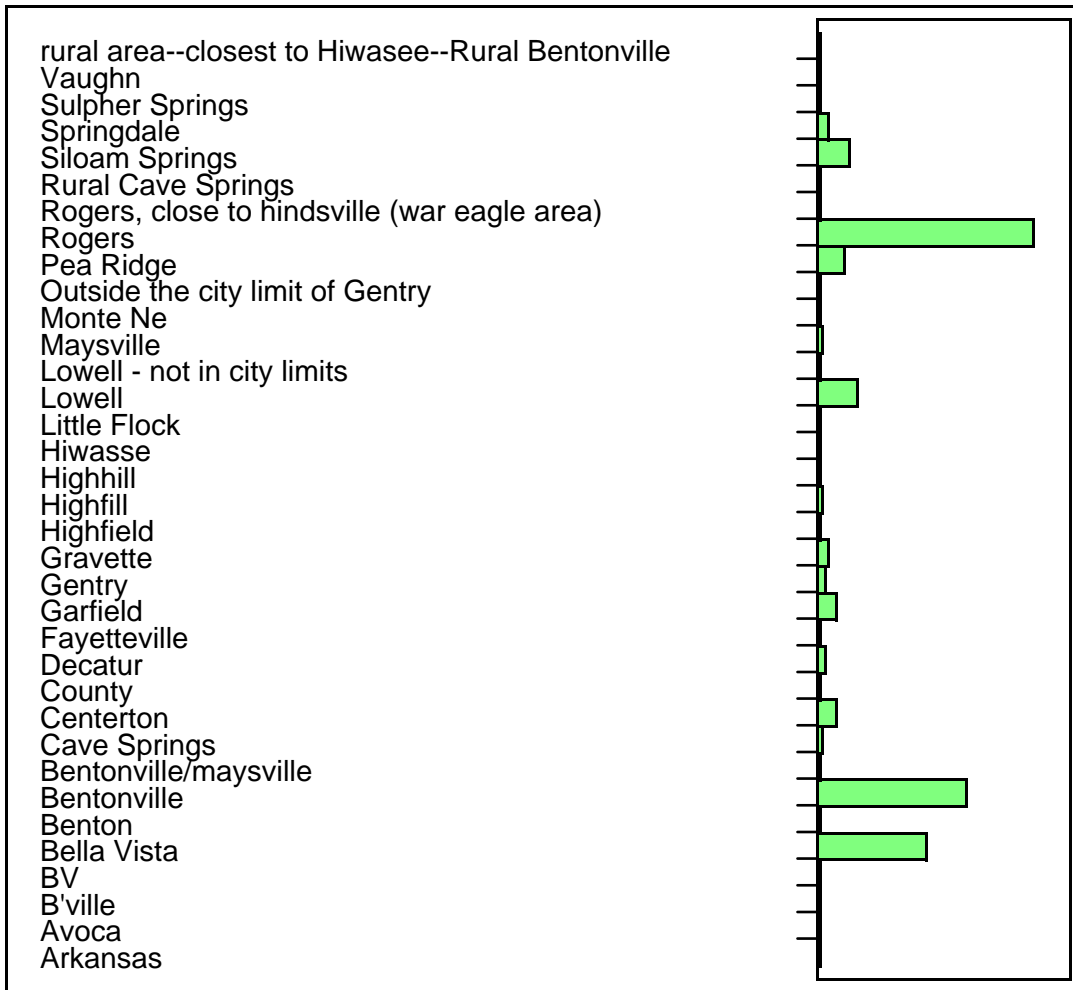 rural area--closest to Hiwasee--Rural Bentonville
Vaughn
Sulpher Springs
Springdale
Siloam Springs
Rural Cave Springs
Rogers, close to hindsville (war eagle area)
Rogers
Pea Ridge
Outside the city limit of Gentry
Monte Ne
Maysville
Lowell - not in city limits
Lowell
Little Flock
Hiwasse
Highhill
Highfill
Highfield
Gravette
Gentry
Garfield
Fayetteville
Decatur
County
Centerton
Cave Springs
Bentonville/maysville
Bentonville
Benton
Bella Vista
BV
B'ville
Avoca
Arkansas